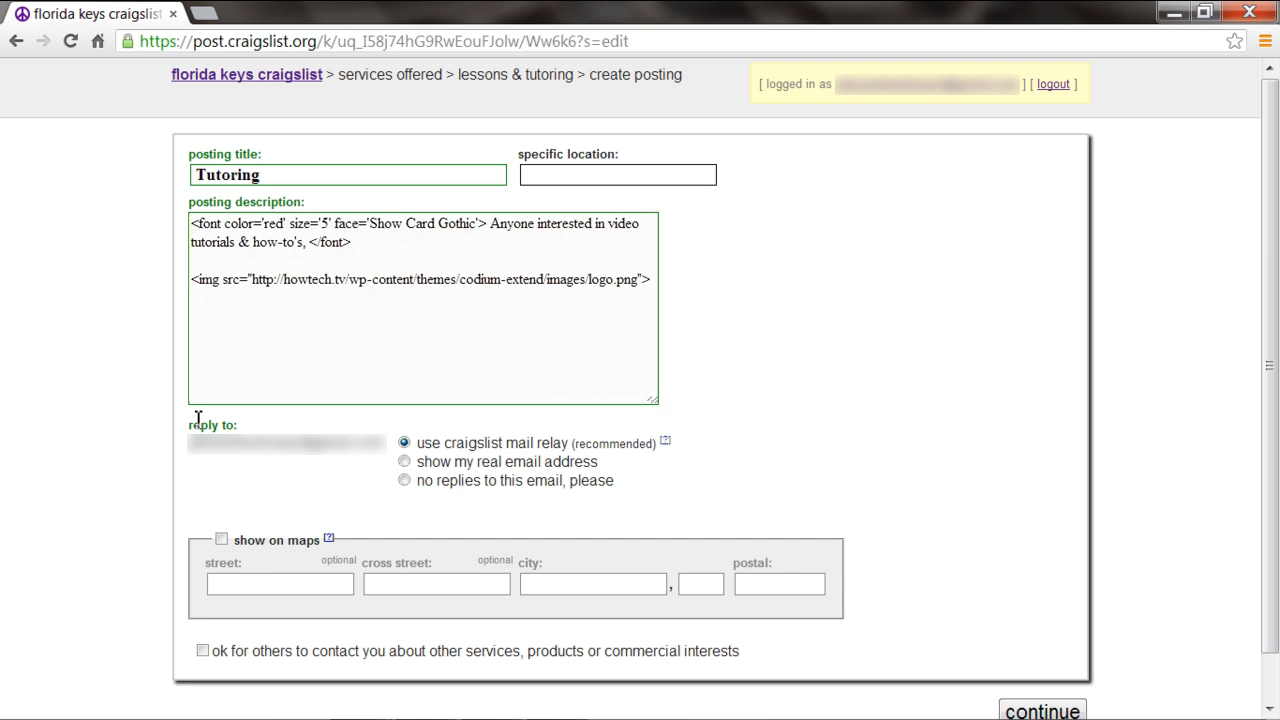 florida keys craigslist
https://post.craigslist.org/k/uq_I58j74hG9RwEouFJolw/Ww6k6?s=edit
florida keys craigslist > services offered > lessons & tutoring > create posting
[ logged in as ] [ logout ]
posting title: specific location:
Tutoring
posting description:
<font color='red' size='5' face='Show Card Gothic'> Anyone interested in video
tutorials & how-to's, </font>
<img src="http://howtech.tv/wp-content/themes/codium-extend/images/logo.png">
reply to:
use craigslist mail relay (recommended) [?]
show my real email address
no replies to this email, please
show on maps [?]
street: optional cross street: optional city: postal:
,
ok for others to contact you about other services, products or commercial interests
continue